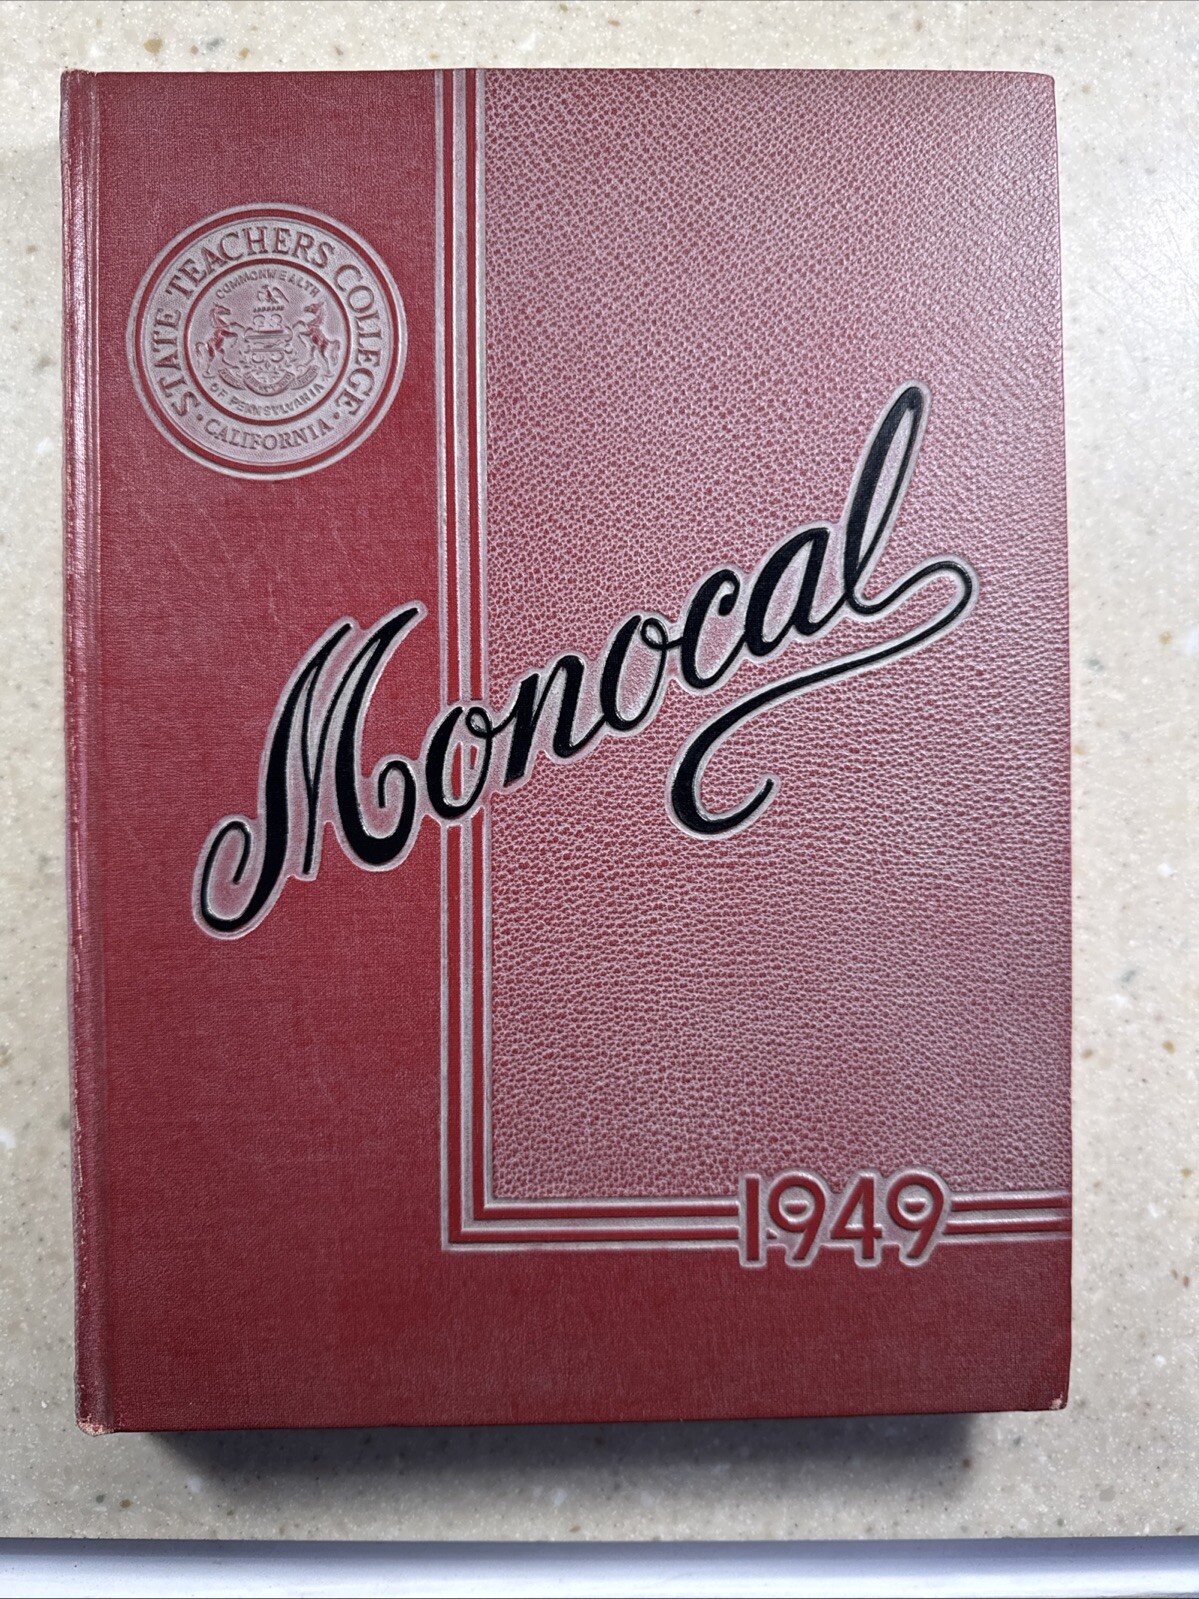 STATE TEACHERS COLLEGE
COMMONWEALTH
OF PENNSYLVANIA
· CALIFORNIA ·
Monocal
1949